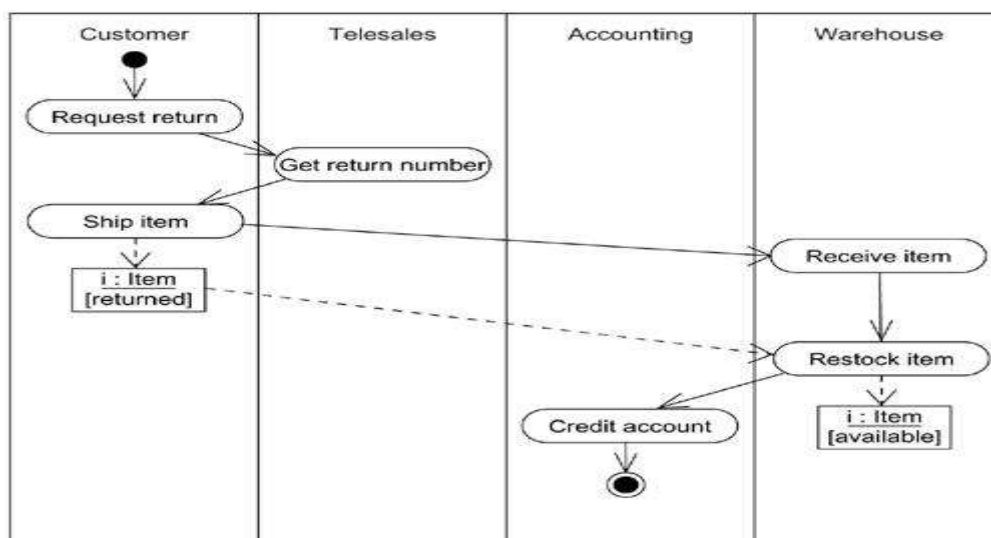 Customer
Telesales
Accounting
Warehouse
Request return
Get return number
Ship item
Receive item
i : Item
[returned]
Restock item
i : Item
[available]
Credit account